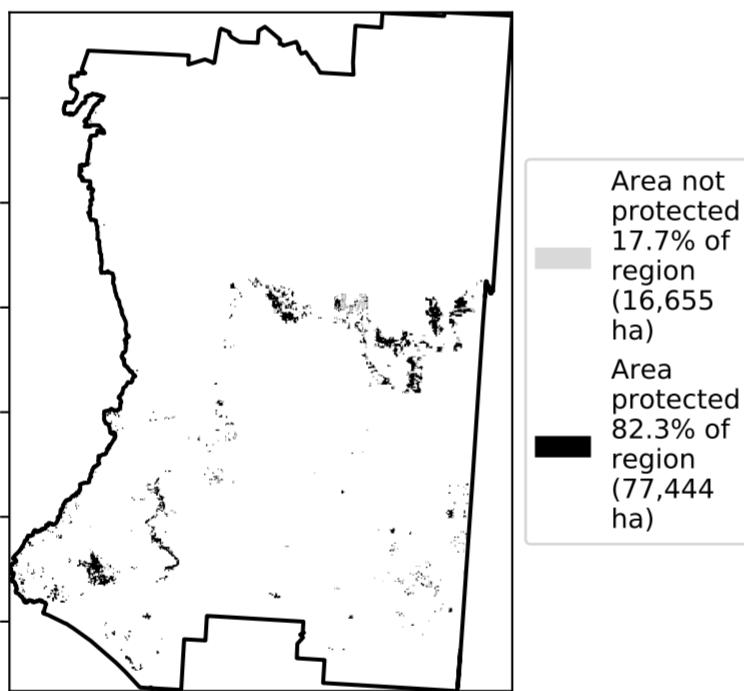 Area not
protected
17.7% of
region
(16,655
ha)
Area
protected
82.3% of
region
(77,444
ha)